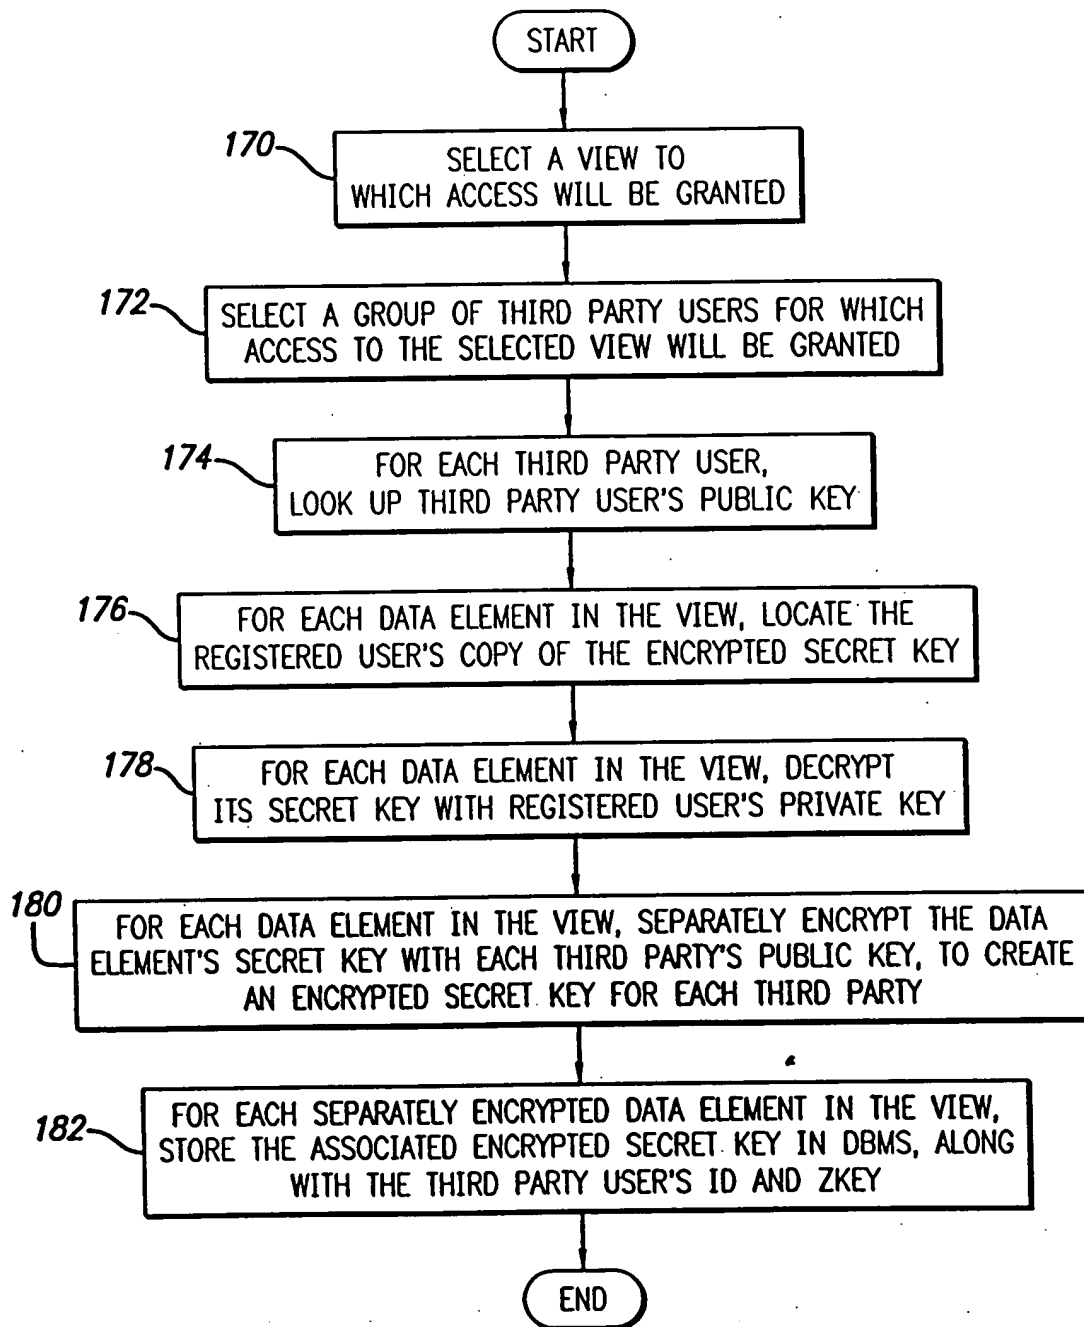 START
170
SELECT A VIEW TO
WHICH ACCESS WILL BE GRANTED
172
SELECT A GROUP OF THIRD PARTY USERS FOR WHICH
ACCESS TO THE SELECTED VIEW WILL BE GRANTED
174
FOR EACH THIRD PARTY USER,
LOOK UP THIRD PARTY USER'S PUBLIC KEY
176
FOR EACH DATA ELEMENT IN THE VIEW, LOCATE THE
REGISTERED USER'S COPY OF THE ENCRYPTED SECRET KEY
178
FOR EACH DATA ELEMENT IN THE VIEW, DECRYPT
ITS SECRET KEY WITH REGISTERED USER'S PRIVATE KEY
180
FOR EACH DATA ELEMENT IN THE VIEW, SEPARATELY ENCRYPT THE DATA
ELEMENT'S SECRET KEY WITH EACH THIRD PARTY'S PUBLIC KEY, TO CREATE
AN ENCRYPTED SECRET KEY FOR EACH THIRD PARTY
182
FOR EACH SEPARATELY ENCRYPTED DATA ELEMENT IN THE VIEW,
STORE THE ASSOCIATED ENCRYPTED SECRET KEY IN DBMS, ALONG
WITH THE THIRD PARTY USER'S ID AND ZKEY
END